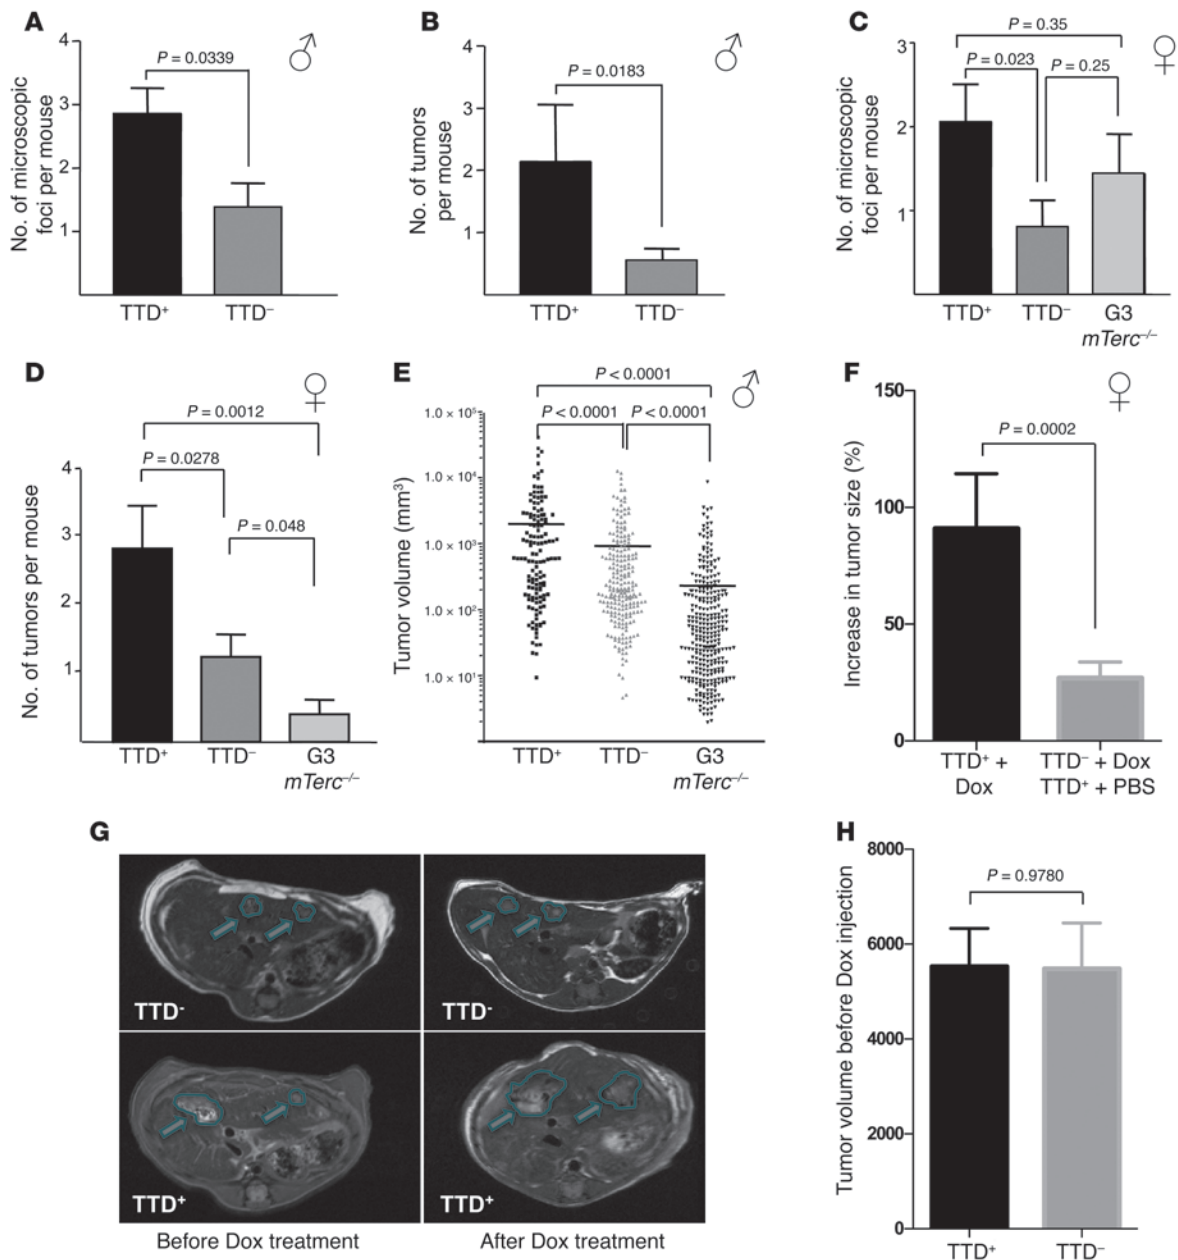 A
♂
No. of microscopic
foci per mouse
4
3
2
1
0
P = 0.0339
TTD⁺
TTD⁻
B
♂
No. of tumors
per mouse
4
3
2
1
0
P = 0.0183
TTD⁺
TTD⁻
C
♀
No. of microscopic
foci per mouse
3
2
1
0
P = 0.35
P = 0.023
P = 0.25
TTD⁺
TTD⁻
G3
mTerc⁻/⁻
D
♀
No. of tumors per mouse
4
3
2
1
P = 0.0012
P = 0.0278
P = 0.048
TTD⁺
TTD⁻
G3
mTerc⁻/⁻
E
♂
Tumor volume (mm³)
1.0 × 10⁵
1.0 × 10⁴
1.0 × 10³
1.0 × 10²
1.0 × 10¹
P < 0.0001
P < 0.0001
P < 0.0001
TTD⁺
TTD⁻
G3
mTerc⁻/⁻
F
♀
Increase in tumor size (%)
150
100
50
0
P = 0.0002
TTD⁺ +
Dox
TTD⁻ + Dox
TTD⁺ + PBS
G
TTD⁻
TTD⁻
TTD⁺
TTD⁺
Before Dox treatment
After Dox treatment
H
Tumor volume before Dox injection
8000
6000
4000
2000
0
P = 0.9780
TTD⁺
TTD⁻